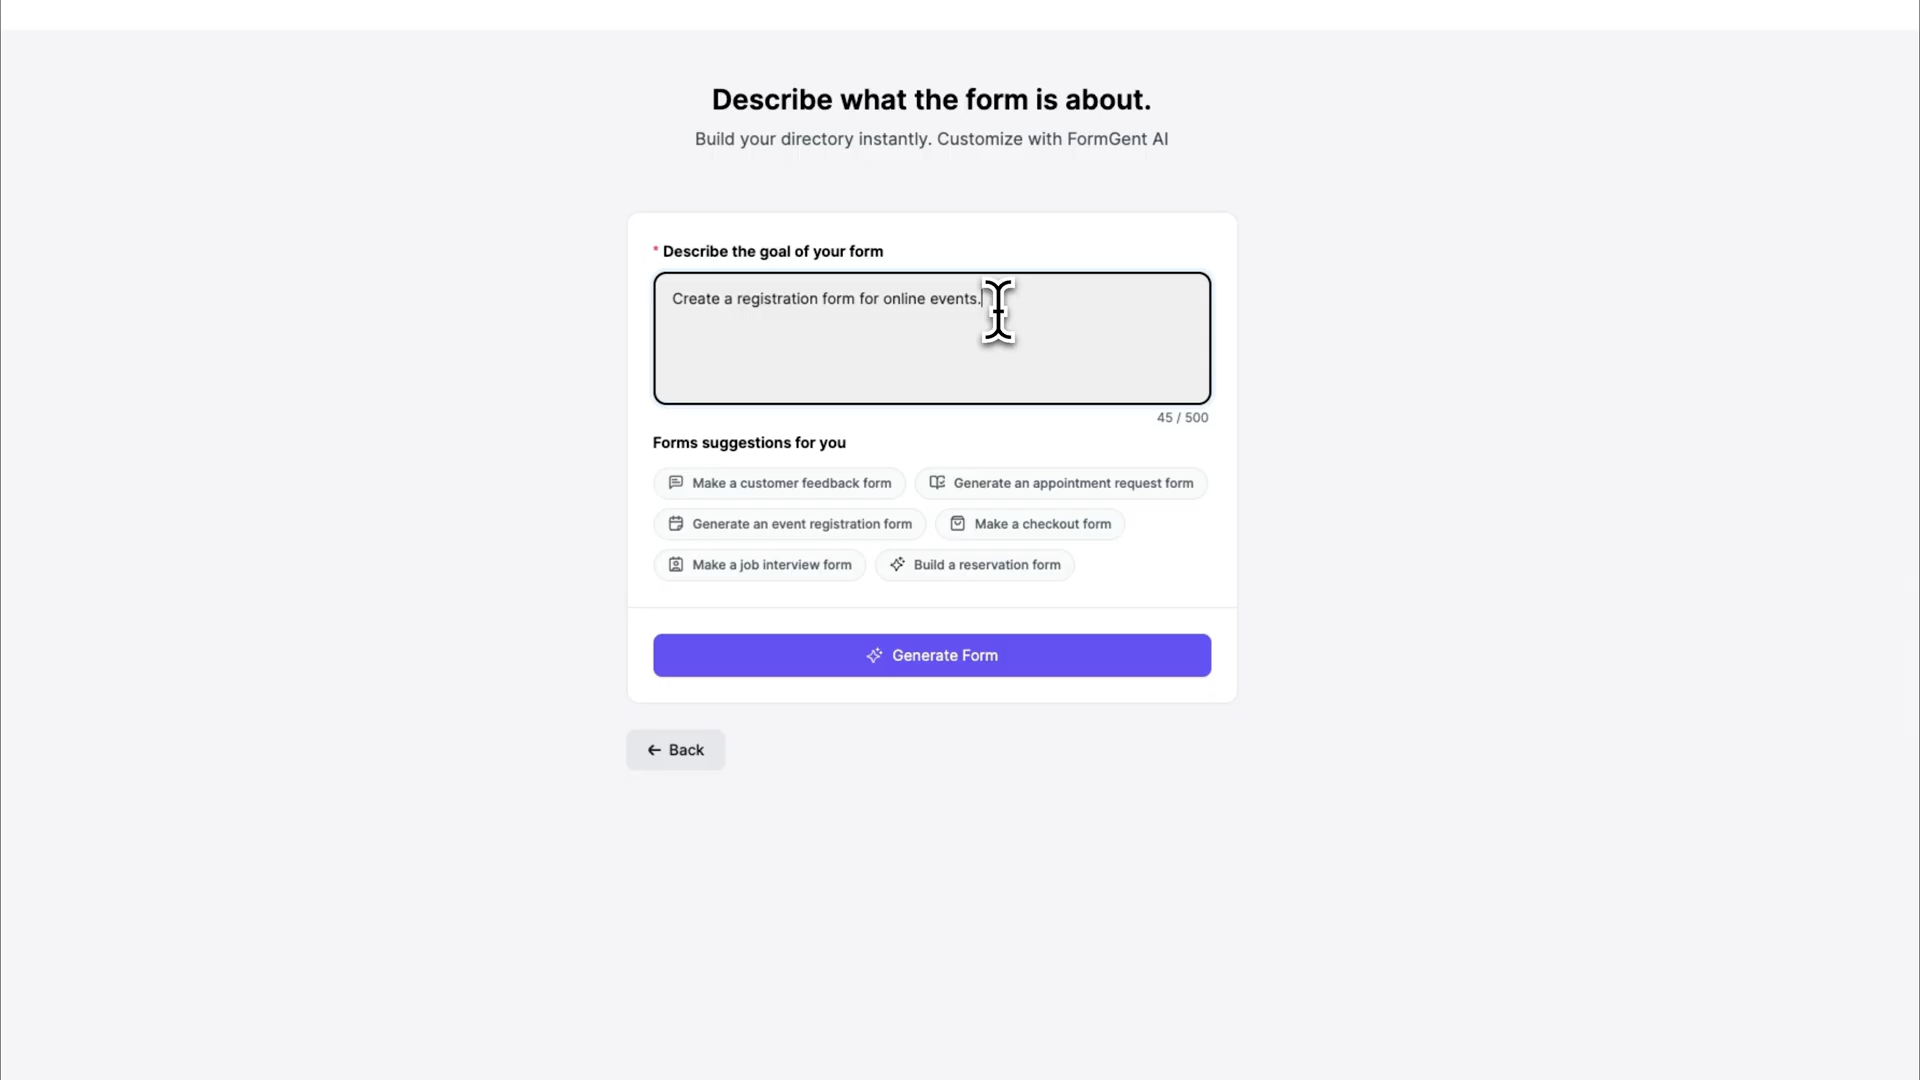 Describe what the form is about.
Build your directory instantly. Customize with FormGent AI
* Describe the goal of your form
Create a registration form for online events.
45 / 500
Forms suggestions for you
Make a customer feedback form
Generate an appointment request form
Generate an event registration form
Make a checkout form
Make a job interview form
Build a reservation form
Generate Form
Back